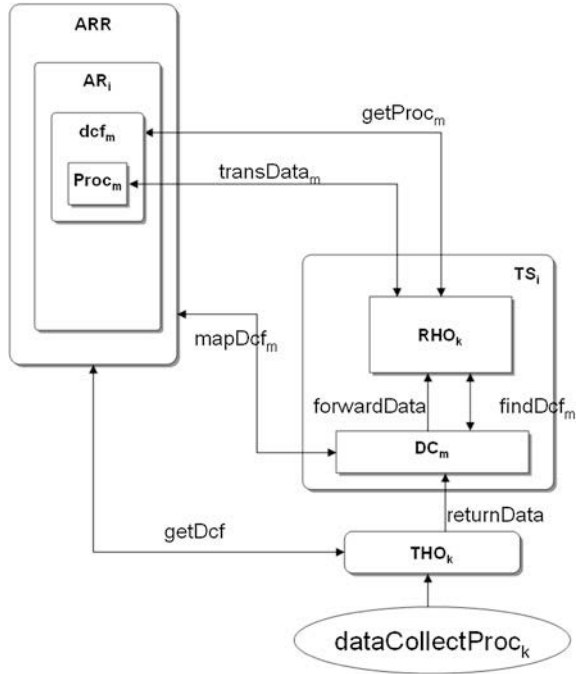 ARR
ARᵢ
dcfₘ
getProcₘ
Procₘ
transDataₘ
TSᵢ
RHOₖ
mapDcfₘ
forwardData
findDcfₘ
DCₘ
returnData
getDcf
THOₖ
dataCollectProcₖ